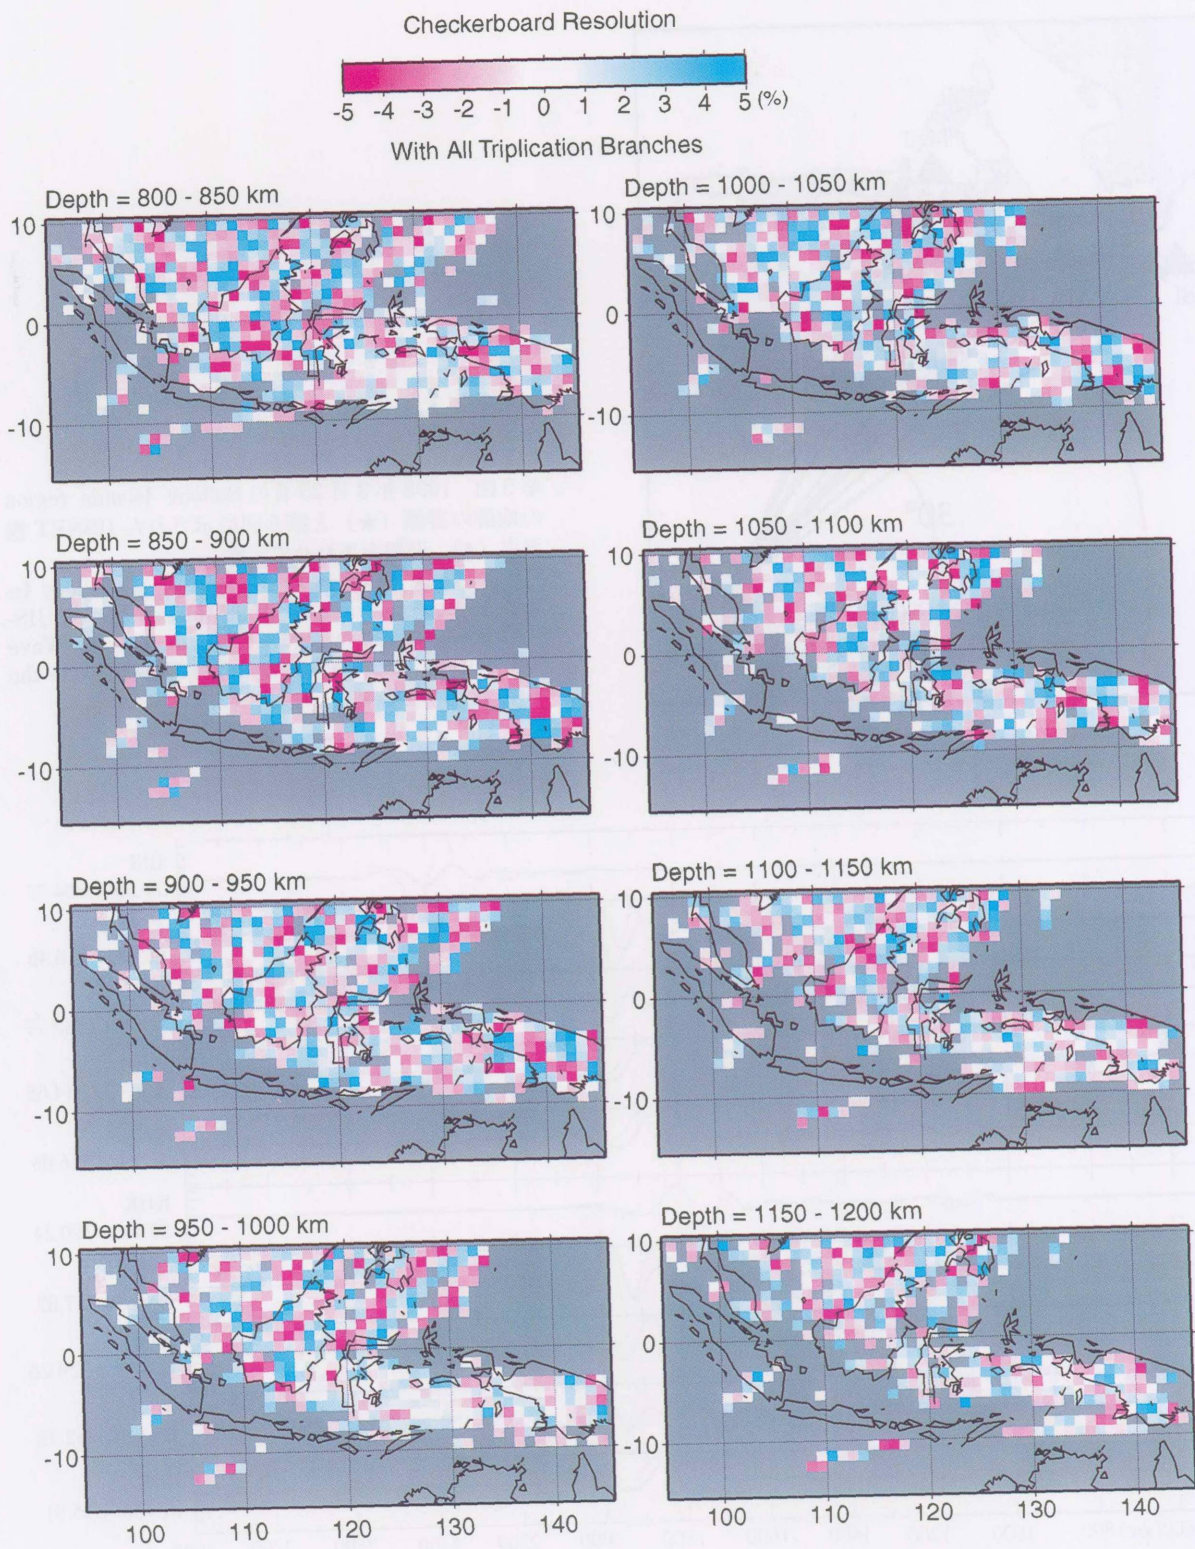 Checkerboard Resolution
-5 -4 -3 -2 -1 0 1 2 3 4 5 (%)
With All Triplication Branches
Depth = 800 - 850 km
10
0
-10
Depth = 850 - 900 km
10
0
-10
Depth = 900 - 950 km
10
0
-10
Depth = 950 - 1000 km
10
0
-10
100 110 120 130 140
Depth = 1000 - 1050 km
10
0
-10
Depth = 1050 - 1100 km
10
0
-10
Depth = 1100 - 1150 km
10
0
-10
Depth = 1150 - 1200 km
10
0
-10
100 110 120 130 140